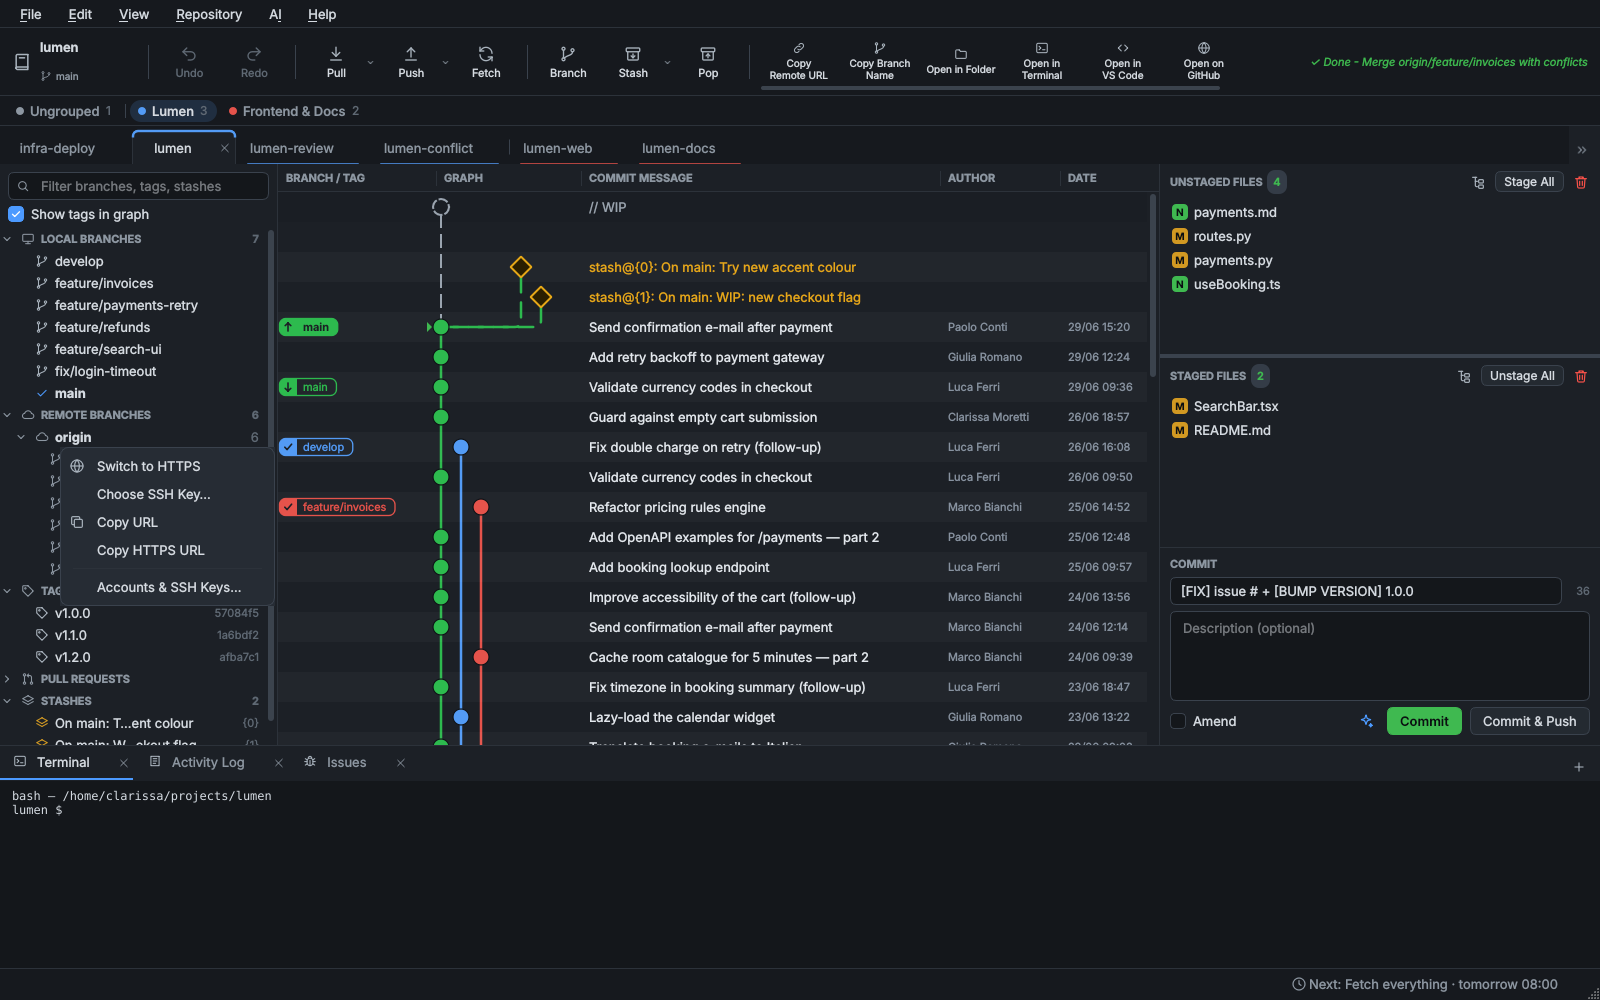 File Edit View Repository AI Help
lumen
main
Undo Redo Pull Push Fetch Branch Stash Pop
Copy Remote URL
Copy Branch Name
Open in Folder
Open in Terminal
Open in VS Code
Open on GitHub
✓ Done - Merge origin/feature/invoices with conflicts
Ungrouped 1 Lumen 3 Frontend & Docs 2
infra-deploy lumen lumen-review lumen-conflict lumen-web lumen-docs
Filter branches, tags, stashes
Show tags in graph
LOCAL BRANCHES 7
develop
feature/invoices
feature/payments-retry
feature/refunds
feature/search-ui
fix/login-timeout
main
REMOTE BRANCHES 6
origin 6
Switch to HTTPS
Choose SSH Key...
Copy URL
Copy HTTPS URL
Accounts & SSH Keys...
v1.0.0 57084f5
v1.1.0 1a6bdf2
v1.2.0 afba7c1
PULL REQUESTS
STASHES 2
On main: T...ent colour {0}
On main: W...ckout flag {1}
BRANCH / TAG GRAPH COMMIT MESSAGE AUTHOR DATE
// WIP
stash@{0}: On main: Try new accent colour
stash@{1}: On main: WIP: new checkout flag
main Send confirmation e-mail after payment Paolo Conti 29/06 15:20
Add retry backoff to payment gateway Giulia Romano 29/06 12:24
main Validate currency codes in checkout Luca Ferri 29/06 09:36
Guard against empty cart submission Clarissa Moretti 26/06 18:57
develop Fix double charge on retry (follow-up) Luca Ferri 26/06 16:08
Validate currency codes in checkout Luca Ferri 26/06 09:50
feature/invoices Refactor pricing rules engine Marco Bianchi 25/06 14:52
Add OpenAPI examples for /payments — part 2 Paolo Conti 25/06 12:48
Add booking lookup endpoint Luca Ferri 25/06 09:57
Improve accessibility of the cart (follow-up) Marco Bianchi 24/06 13:56
Send confirmation e-mail after payment Marco Bianchi 24/06 12:14
Cache room catalogue for 5 minutes — part 2 Marco Bianchi 24/06 09:39
Fix timezone in booking summary (follow-up) Luca Ferri 23/06 18:47
Lazy-load the calendar widget Giulia Romano 23/06 13:22
UNSTAGED FILES 4 Stage All
N payments.md
M routes.py
M payments.py
N useBooking.ts
STAGED FILES 2 Unstage All
M SearchBar.tsx
M README.md
COMMIT
[FIX] issue # + [BUMP VERSION] 1.0.0 36
Description (optional)
Amend Commit Commit & Push
Terminal Activity Log Issues
bash — /home/clarissa/projects/lumen
lumen $
Next: Fetch everything · tomorrow 08:00